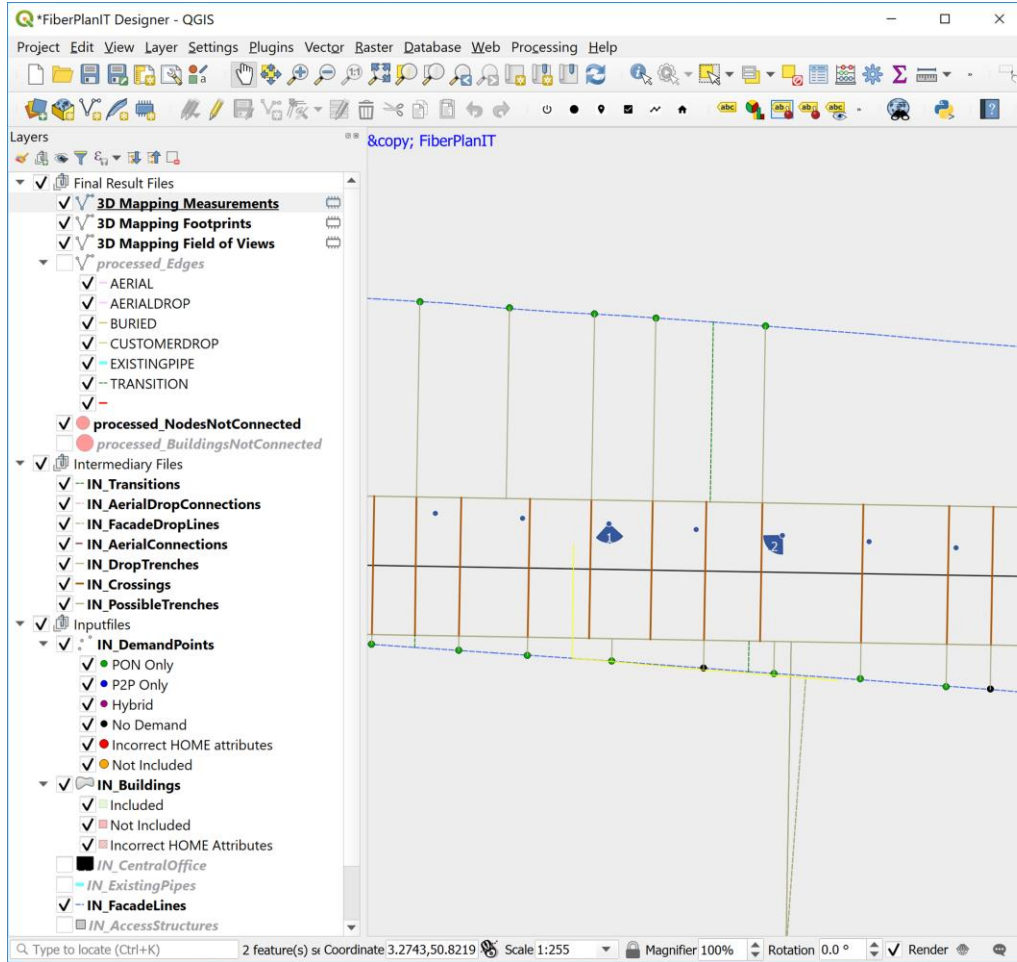 *FiberPlanIT Designer - QGIS
Project Edit View Layer Settings Plugins Vector Raster Database Web Processing Help
abc
abc
Layers
&copy; FiberPlanIT
Final Result Files
3D Mapping Measurements
3D Mapping Footprints
3D Mapping Field of Views
processed_Edges
AERIAL
AERIALDROP
BURIED
CUSTOMERDROP
EXISTINGPIPE
TRANSITION
processed_NodesNotConnected
processed_BuildingsNotConnected
Intermediary Files
IN_Transitions
IN_AerialDropConnections
IN_FacadeDropLines
IN_AerialConnections
IN_DropTrenches
IN_Crossings
IN_PossibleTrenches
Inputfiles
IN_DemandPoints
PON Only
P2P Only
Hybrid
No Demand
Incorrect HOME attributes
Not Included
IN_Buildings
Included
Not Included
Incorrect HOME Attributes
IN_CentralOffice
IN_ExistingPipes
IN_FacadeLines
IN_AccessStructures
1
2
Type to locate (Ctrl+K) 2 feature(s) se Coordinate 3.2743,50.8219 Scale 1:255 Magnifier 100% Rotation 0.0 ° Render